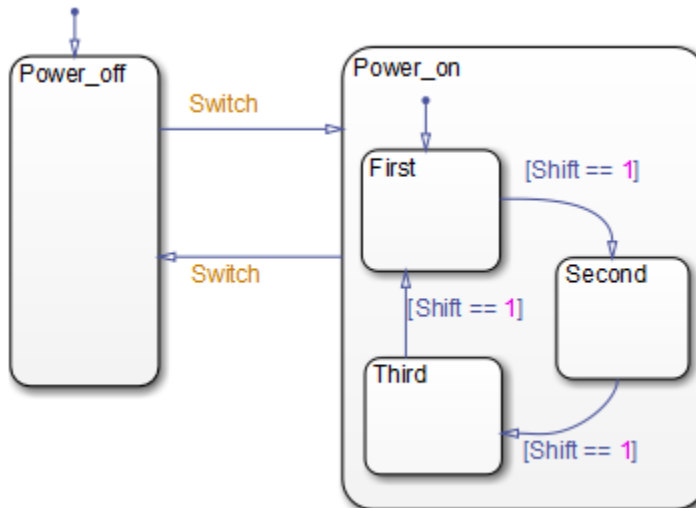 Power_off
Switch
Switch
Power_on
First
[Shift == 1]
Second
[Shift == 1]
Third
[Shift == 1]